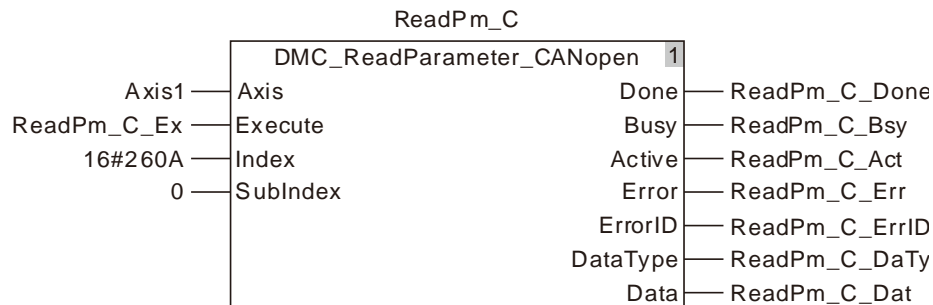 ReadPm_C
DMC_ReadParameter_CANopen 1
Axis1 Axis Done ReadPm_C_Done
ReadPm_C_Ex Execute Busy ReadPm_C_Bsy
16#260A Index Active ReadPm_C_Act
0 SubIndex Error ReadPm_C_Err
ErrorID ReadPm_C_ErrID
DataType ReadPm_C_DaTy
Data ReadPm_C_Dat